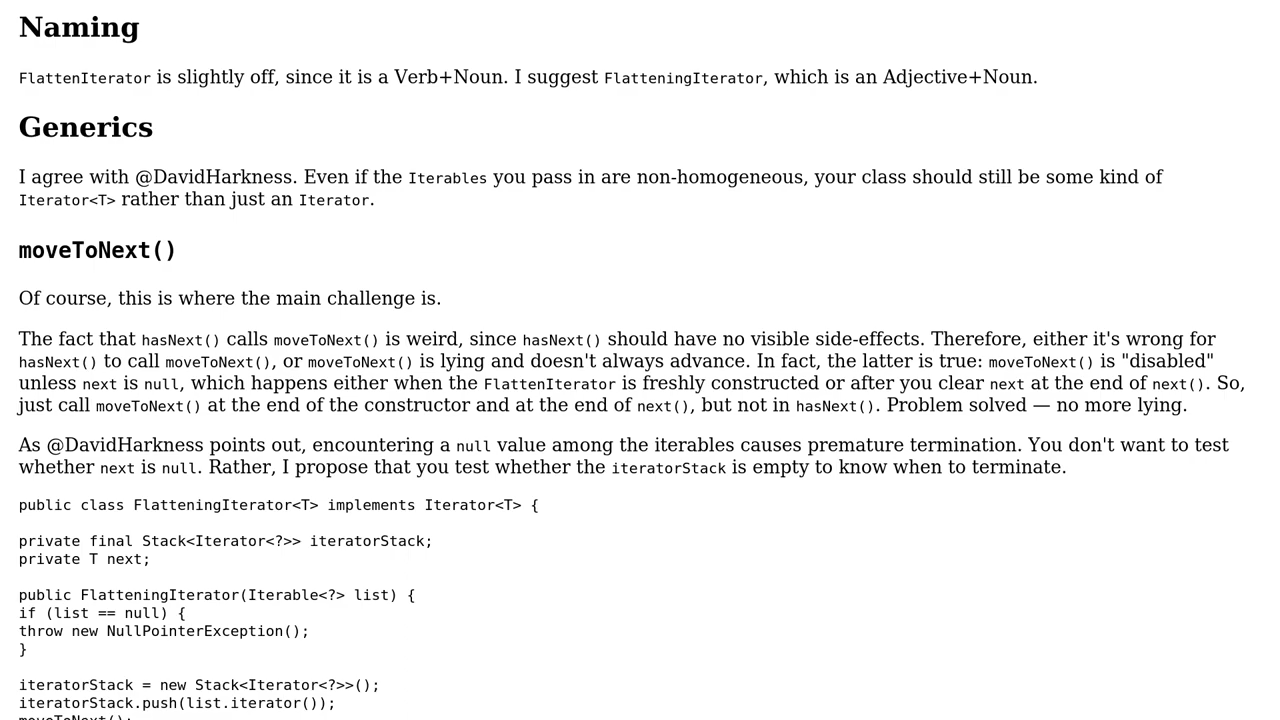 Naming
FlattenIterator is slightly off, since it is a Verb+Noun. I suggest FlatteningIterator, which is an Adjective+Noun.
Generics
I agree with @DavidHarkness. Even if the Iterables you pass in are non-homogeneous, your class should still be some kind of
Iterator<T> rather than just an Iterator.
moveToNext()
Of course, this is where the main challenge is.
The fact that hasNext() calls moveToNext() is weird, since hasNext() should have no visible side-effects. Therefore, either it's wrong for
hasNext() to call moveToNext(), or moveToNext() is lying and doesn't always advance. In fact, the latter is true: moveToNext() is "disabled"
unless next is null, which happens either when the FlattenIterator is freshly constructed or after you clear next at the end of next(). So,
just call moveToNext() at the end of the constructor and at the end of next(), but not in hasNext(). Problem solved — no more lying.
As @DavidHarkness points out, encountering a null value among the iterables causes premature termination. You don't want to test
whether next is null. Rather, I propose that you test whether the iteratorStack is empty to know when to terminate.
public class FlatteningIterator<T> implements Iterator<T> {
private final Stack<Iterator<?>> iteratorStack;
private T next;
public FlatteningIterator(Iterable<?> list) {
if (list == null) {
throw new NullPointerException();
}
iteratorStack = new Stack<Iterator<?>>();
iteratorStack.push(list.iterator());
moveToNext();